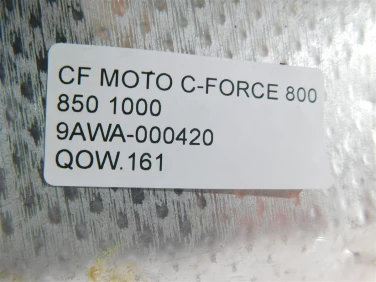 CF MOTO C-FORCE 800
850 1000
9AWA-000420
QOW.161